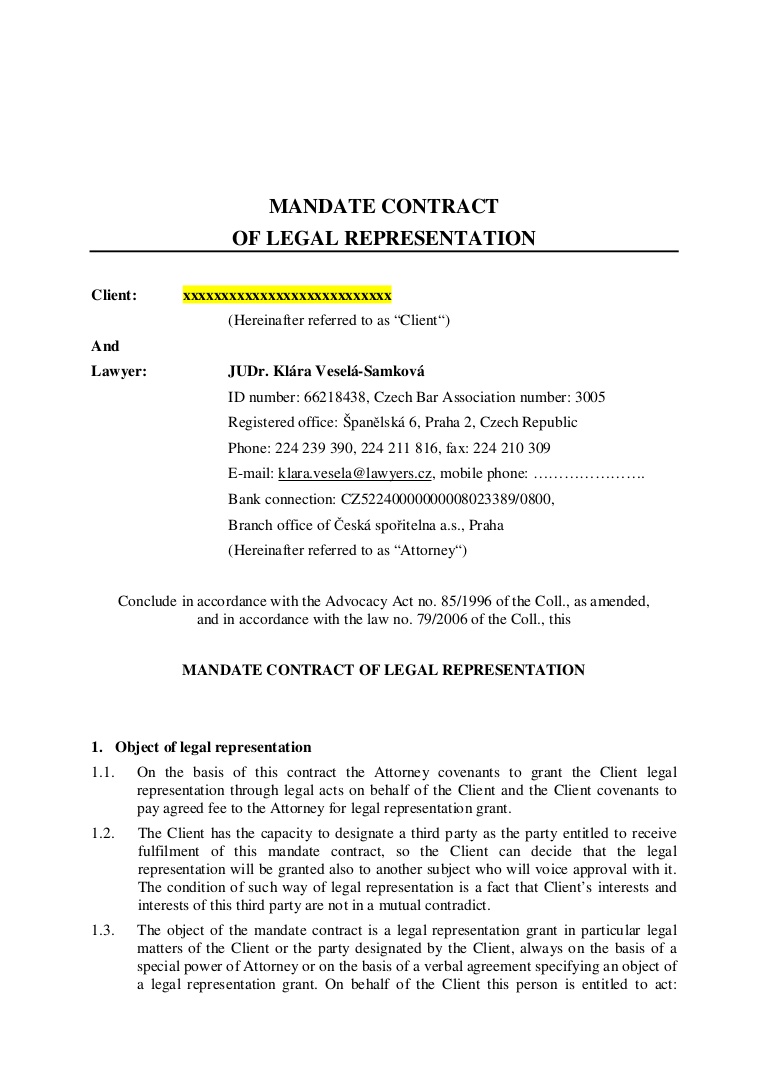 MANDATE CONTRACT
OF LEGAL REPRESENTATION
Client: xxxxxxxxxxxxxxxxxxxxxxxxxxx
(Hereinafter referred to as “Client“)
And
Lawyer: JUDr. Klára Veselá-Samková
ID number: 66218438, Czech Bar Association number: 3005
Registered office: Španělská 6, Praha 2, Czech Republic
Phone: 224 239 390, 224 211 816, fax: 224 210 309
E-mail: klara.vesela@lawyers.cz, mobile phone: ………………….
Bank connection: CZ52240000000008023389/0800,
Branch office of Česká spořitelna a.s., Praha
(Hereinafter referred to as “Attorney“)
Conclude in accordance with the Advocacy Act no. 85/1996 of the Coll., as amended,
and in accordance with the law no. 79/2006 of the Coll., this
MANDATE CONTRACT OF LEGAL REPRESENTATION
1. Object of legal representation
1.1. On the basis of this contract the Attorney covenants to grant the Client legal
representation through legal acts on behalf of the Client and the Client covenants to
pay agreed fee to the Attorney for legal representation grant.
1.2. The Client has the capacity to designate a third party as the party entitled to receive
fulfilment of this mandate contract, so the Client can decide that the legal
representation will be granted also to another subject who will voice approval with it.
The condition of such way of legal representation is a fact that Client’s interests and
interests of this third party are not in a mutual contradict.
1.3. The object of the mandate contract is a legal representation grant in particular legal
matters of the Client or the party designated by the Client, always on the basis of a
special power of Attorney or on the basis of a verbal agreement specifying an object of
a legal representation grant. On behalf of the Client this person is entitled to act: